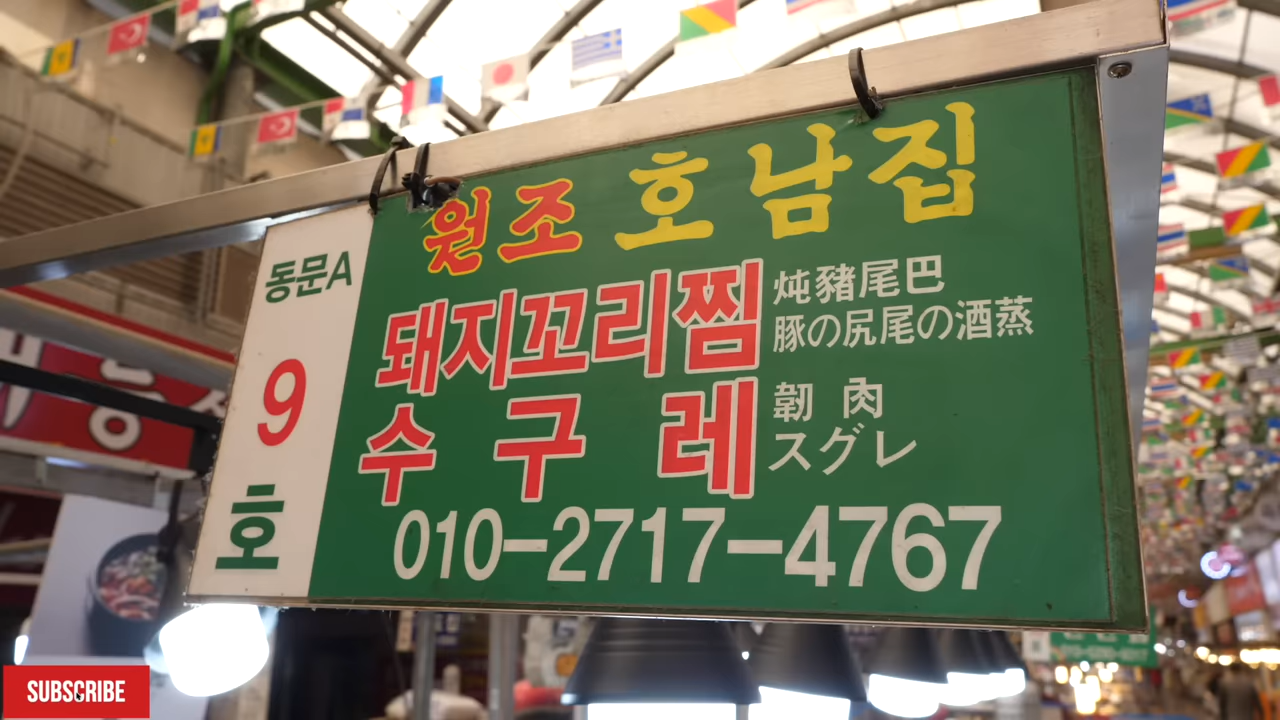 원조 호남집
동문A
9
호
돼지꼬리찜
炖豬尾巴
豚の尻尾の酒蒸
수구레
韌肉
スグレ
010-2717-4767
SUBSCRIBE